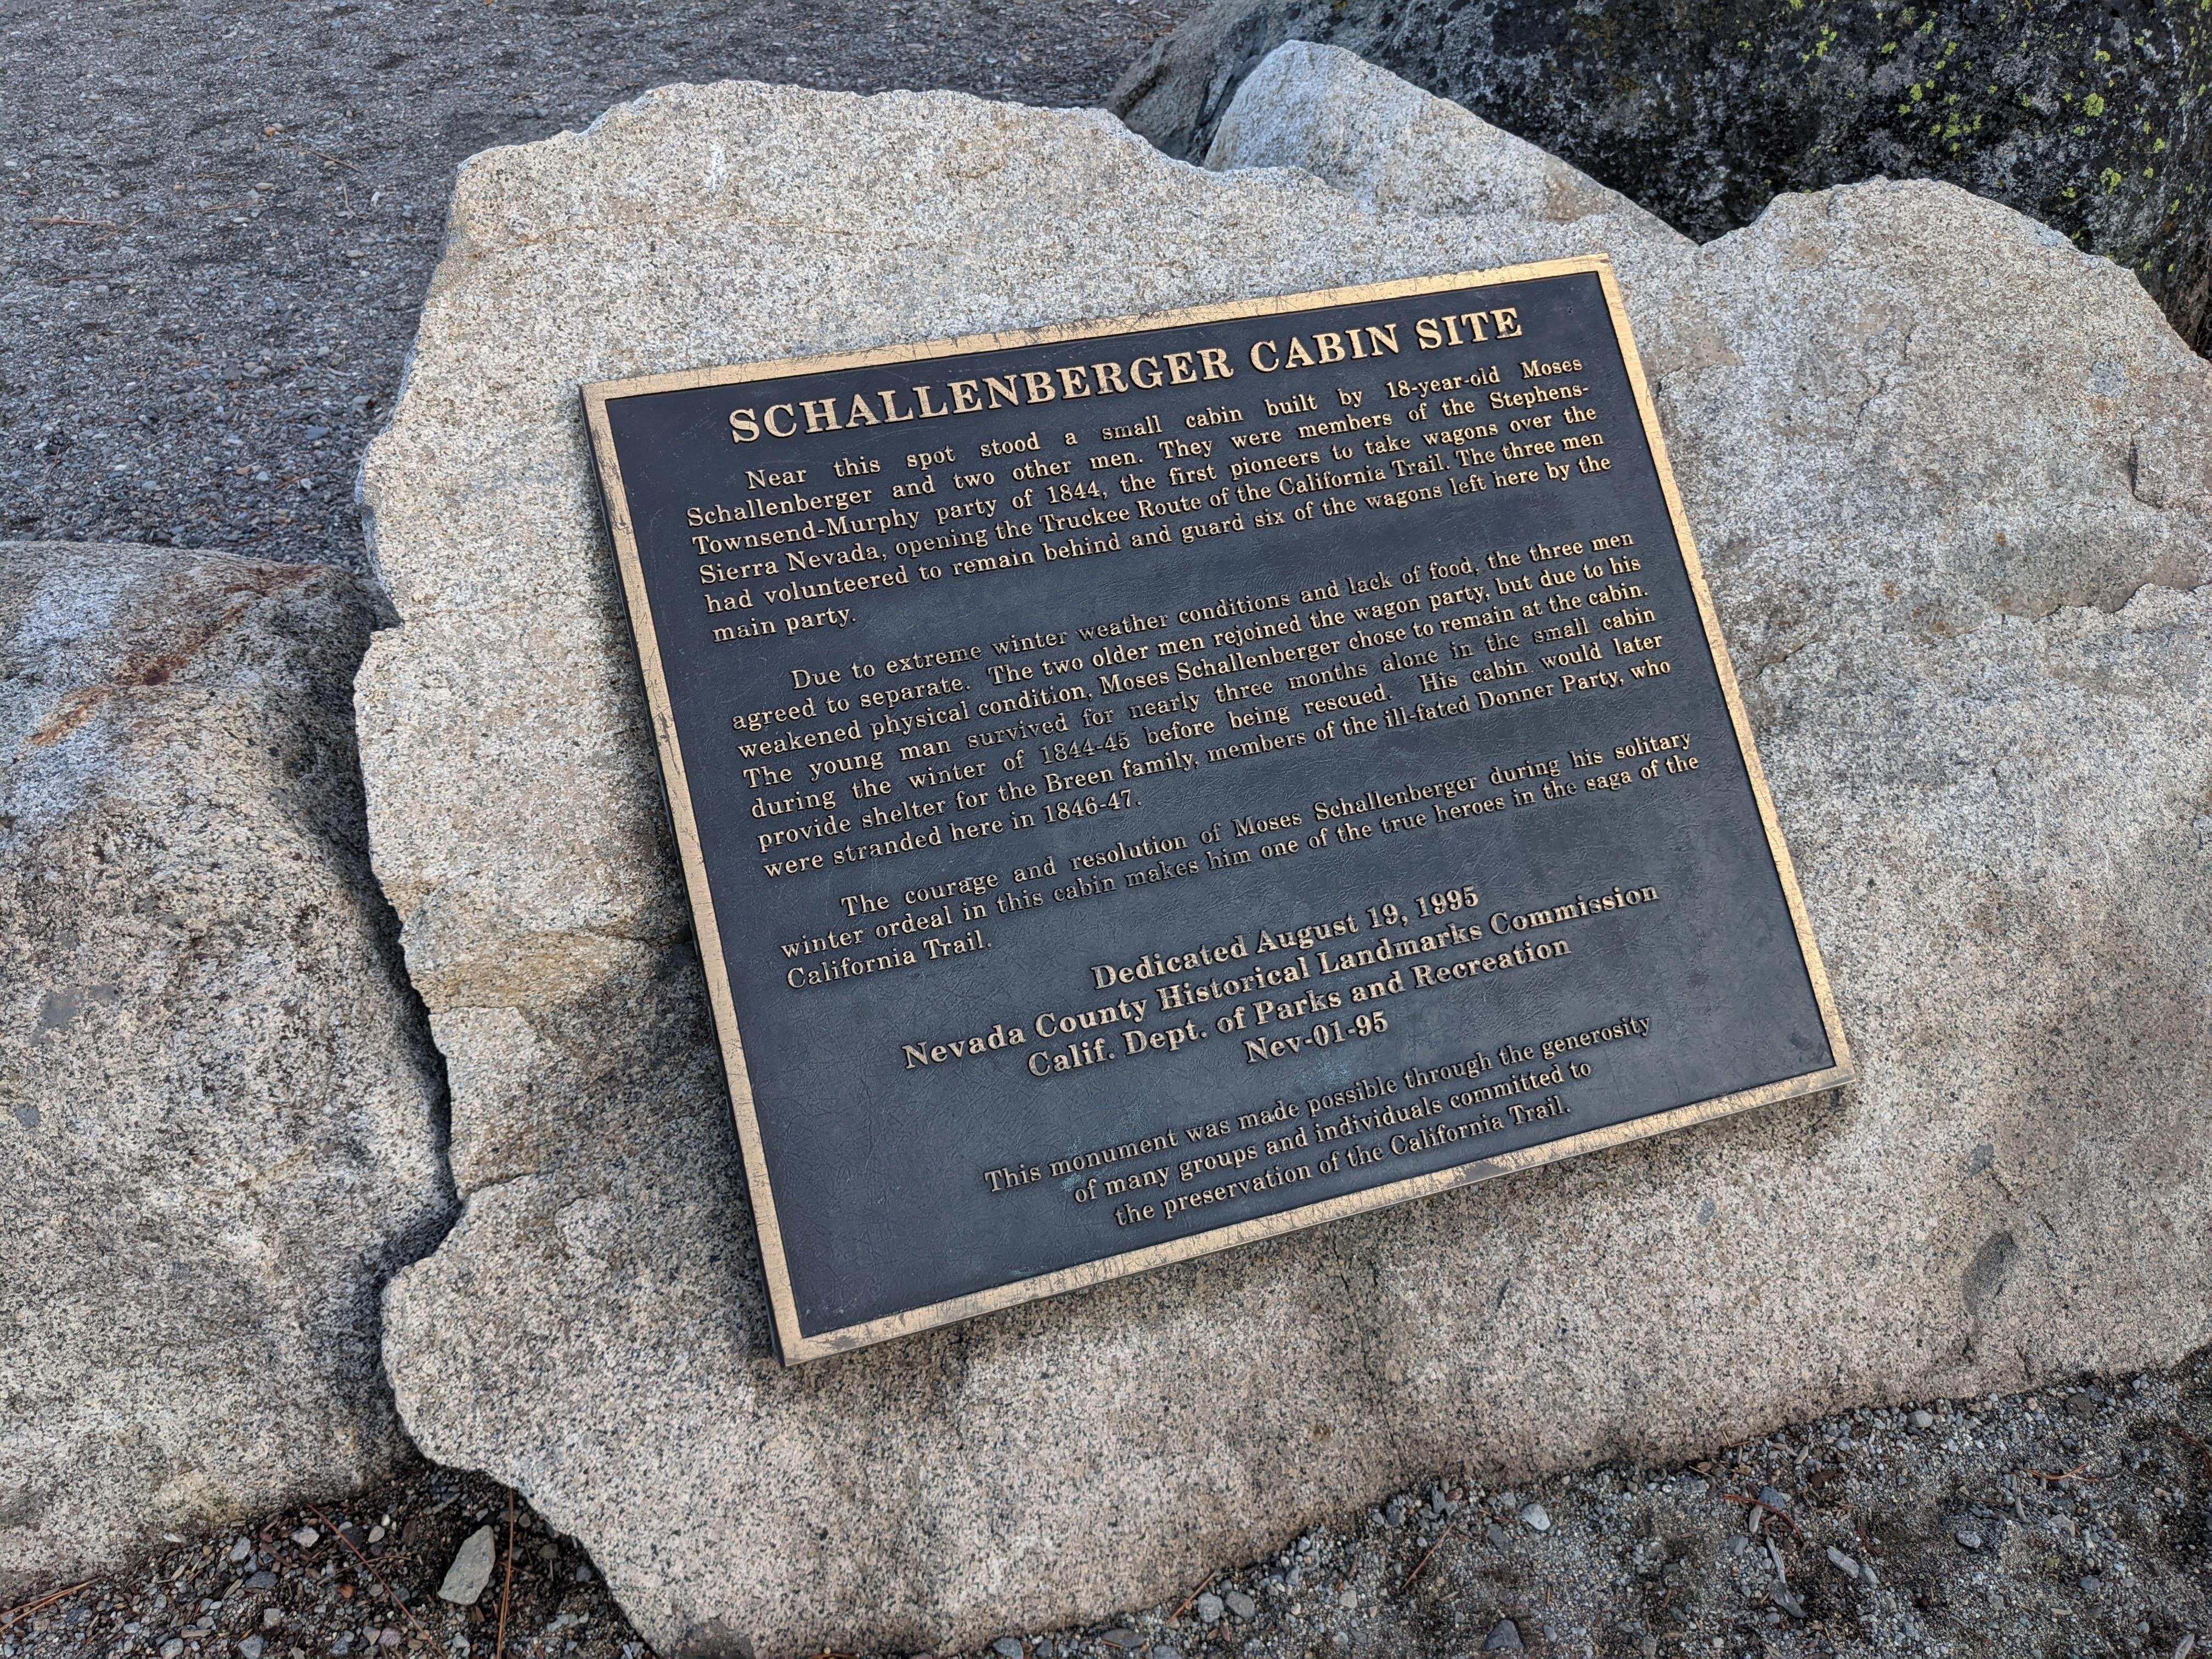 SCHALLENBERGER CABIN SITE
Near this spot stood a small cabin built by 18-year-old Moses
Schallenberger and two other men. They were members of the Stephens-
Townsend-Murphy party of 1844, the first pioneers to take wagons over the
Sierra Nevada, opening the Truckee Route of the California Trail. The three men
had volunteered to remain behind and guard six of the wagons left here by the
main party.
Due to extreme winter weather conditions and lack of food, the three men
agreed to separate. The two older men rejoined the wagon party, but due to his
weakened physical condition, Moses Schallenberger chose to remain at the cabin.
The young man survived for nearly three months alone in the small cabin
during the winter of 1844-45 before being rescued. His cabin would later
provide shelter for the Breen family, members of the ill-fated Donner Party, who
were stranded here in 1846-47.
The courage and resolution of Moses Schallenberger during his solitary
winter ordeal in this cabin makes him one of the true heroes in the saga of the
California Trail.
Dedicated August 19, 1995
Nevada County Historical Landmarks Commission
Calif. Dept. of Parks and Recreation
Nev-01-95
This monument was made possible through the generosity
of many groups and individuals committed to
the preservation of the California Trail.